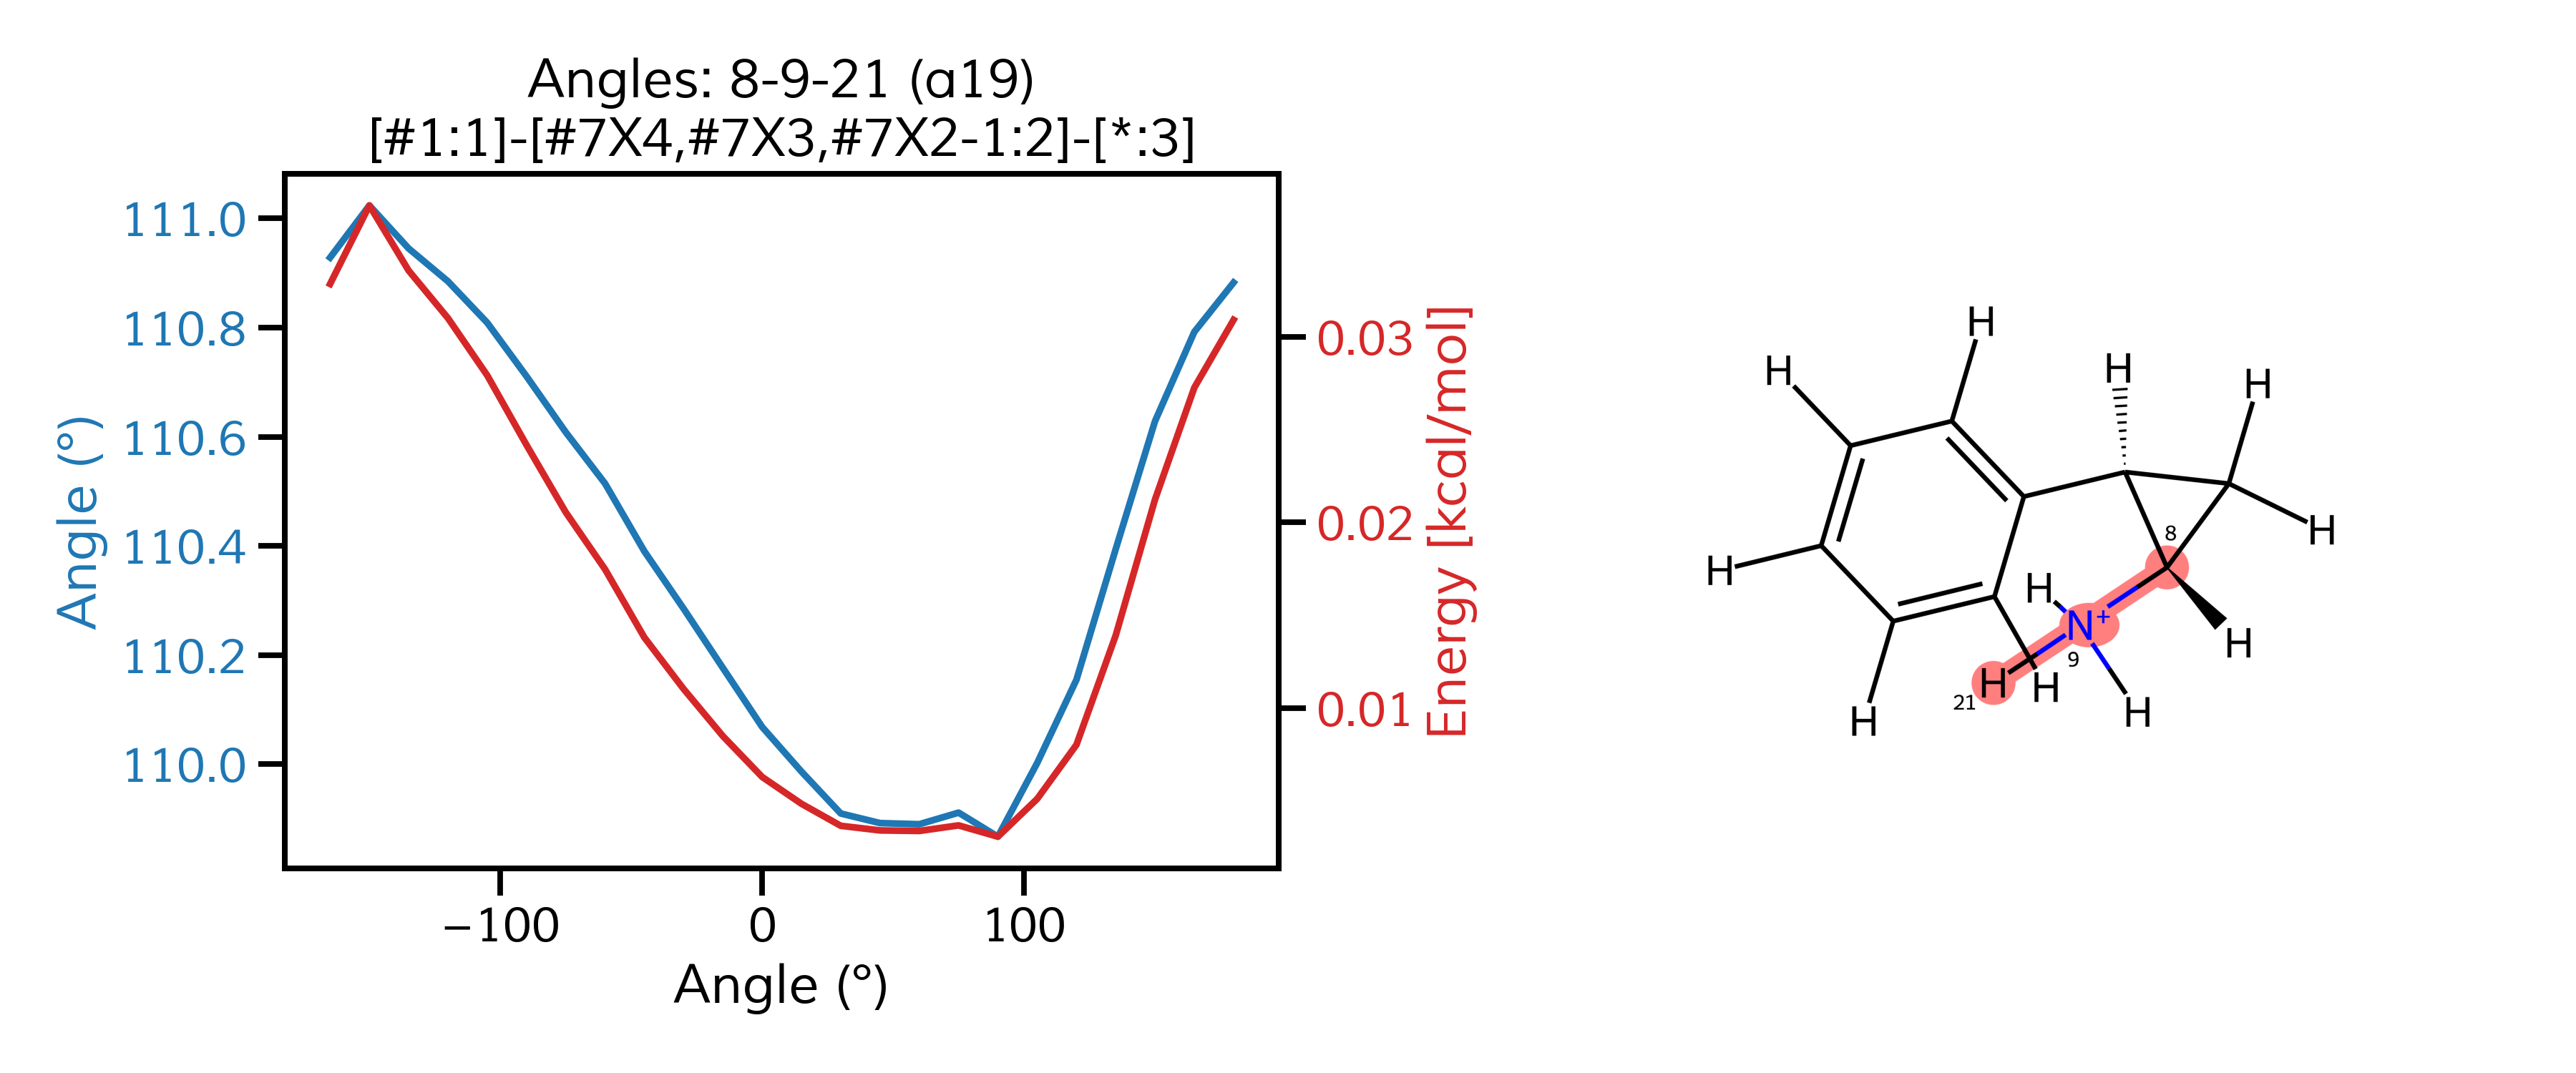 Angles: 8-9-21 (a19)
[#1:1]-[#7X4,#7X3,#7X2-1:2]-[*:3]
Angle (°)
111.0
110.8
110.6
110.4
110.2
110.0
−100
0
100
Angle (°)
0.03
0.02
0.01
Energy [kcal/mol]
H
H
H
H
H
H
8
H
N+
9
H
H
21
H
H
H